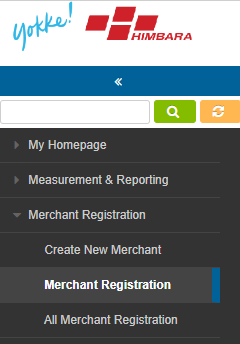 yokke!
HIMBARA
«
My Homepage
Measurement & Reporting
Merchant Registration
Create New Merchant
Merchant Registration
All Merchant Registration